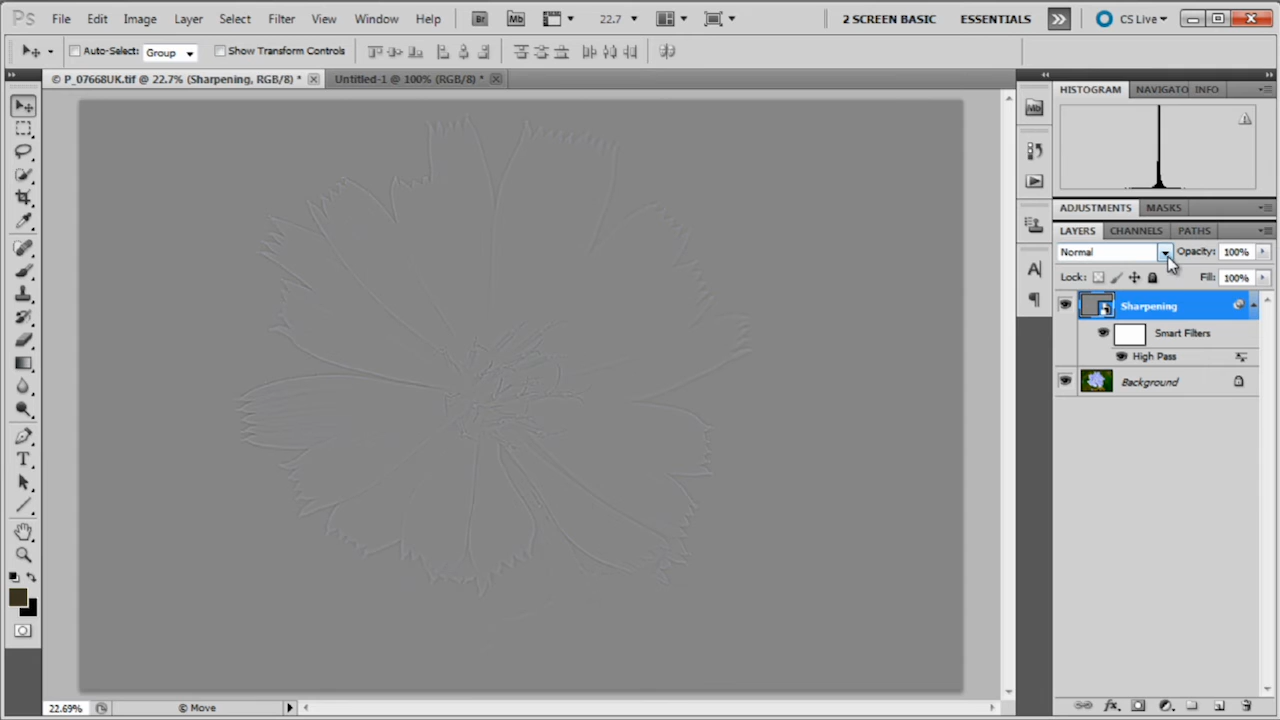 Ps File Edit Image Layer Select Filter View Window Help Br Mb 22.7 2 SCREEN BASIC ESSENTIALS CS Live
Auto-Select: Group Show Transform Controls
© P_07668UK.tif @ 22.7% (Sharpening, RGB/8) * Untitled-1 @ 100% (RGB/8) *
HISTOGRAM NAVIGATO INFO
Mb
ADJUSTMENTS MASKS
LAYERS CHANNELS PATHS
Normal Opacity: 100%
Lock: Fill: 100%
Sharpening
Smart Filters
High Pass
Background
T
22.69% © Move
fx